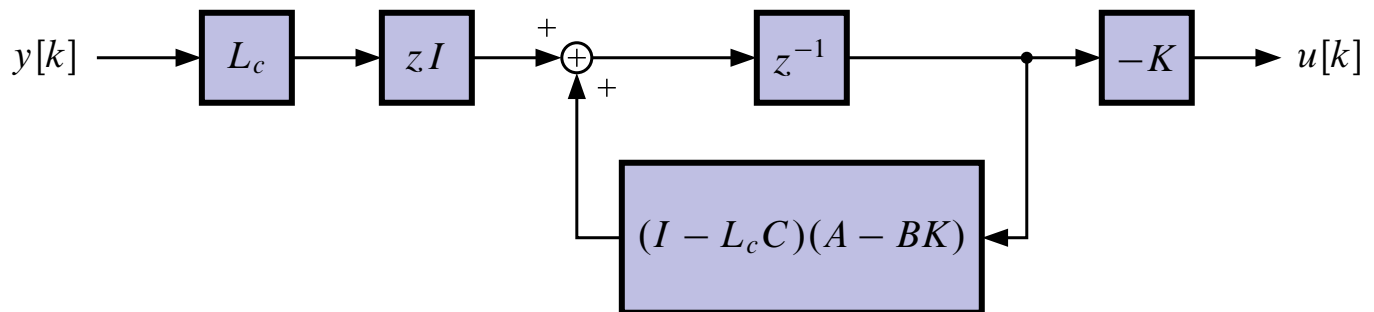 y[k]
L_c
zI
+
+
+
z^{-1}
-K
u[k]
(I − L_cC)(A − BK)